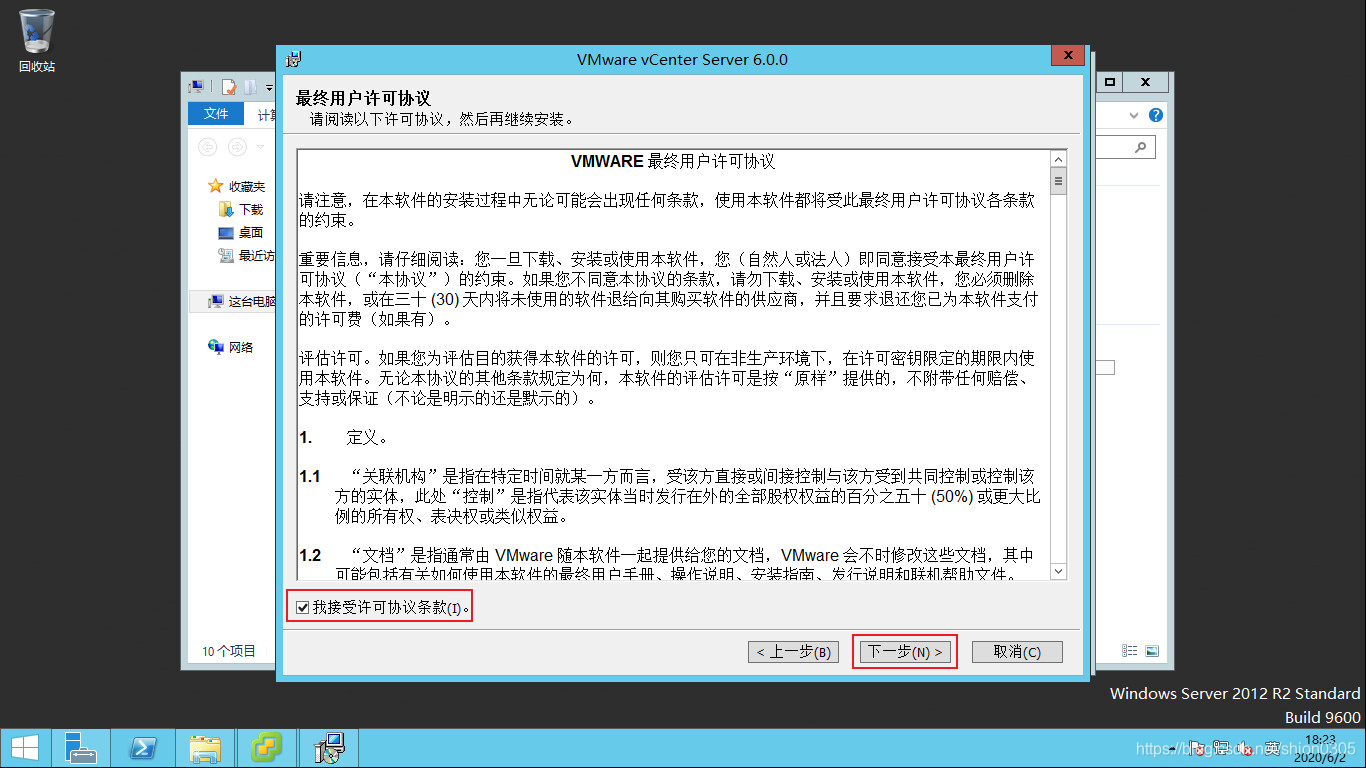 回收站
VMware vCenter Server 6.0.0
最终用户许可协议
请阅读以下许可协议，然后再继续安装。
文件
收藏夹
下载
桌面
最近访
这台电脑
网络
10 个项目
VMWARE 最终用户许可协议
请注意，在本软件的安装过程中无论可能会出现任何条款，使用本软件都将受此最终用户许可协议各条款
的约束。
重要信息，请仔细阅读：您一旦下载、安装或使用本软件，您（自然人或法人）即同意接受本最终用户许
可协议（“本协议”）的约束。如果您不同意本协议的条款，请勿下载、安装或使用本软件，您必须删除
本软件，或在三十 (30) 天内将未使用的软件退给向其购买软件的供应商，并且要求退还您已为本软件支付
的许可费（如果有）。
评估许可。如果您为评估目的获得本软件的许可，则您只可在非生产环境下，在许可密钥限定的期限内使
用本软件。无论本协议的其他条款规定为何，本软件的评估许可是按“原样”提供的，不附带任何赔偿、
支持或保证（不论是明示的还是默示的）。
1. 定义。
1.1 “关联机构”是指在特定时间就某一方而言，受该方直接或间接控制与该方受到共同控制或控制该
方的实体，此处“控制”是指代表该实体当时发行在外的全部股权权益的百分之五十 (50%) 或更大比
例的所有权、表决权或类似权益。
1.2 “文档”是指通常由 VMware 随本软件一起提供给您的文档，VMware 会不时修改这些文档，其中
可能包括有关如何使用本软件的最终用户手册、操作说明、安装指南、发行说明和联机帮助文件。
我接受许可协议条款(I)。
< 上一步(B)
下一步(N) >
取消(C)
Windows Server 2012 R2 Standard
Build 9600
英
18:23
2020/6/2